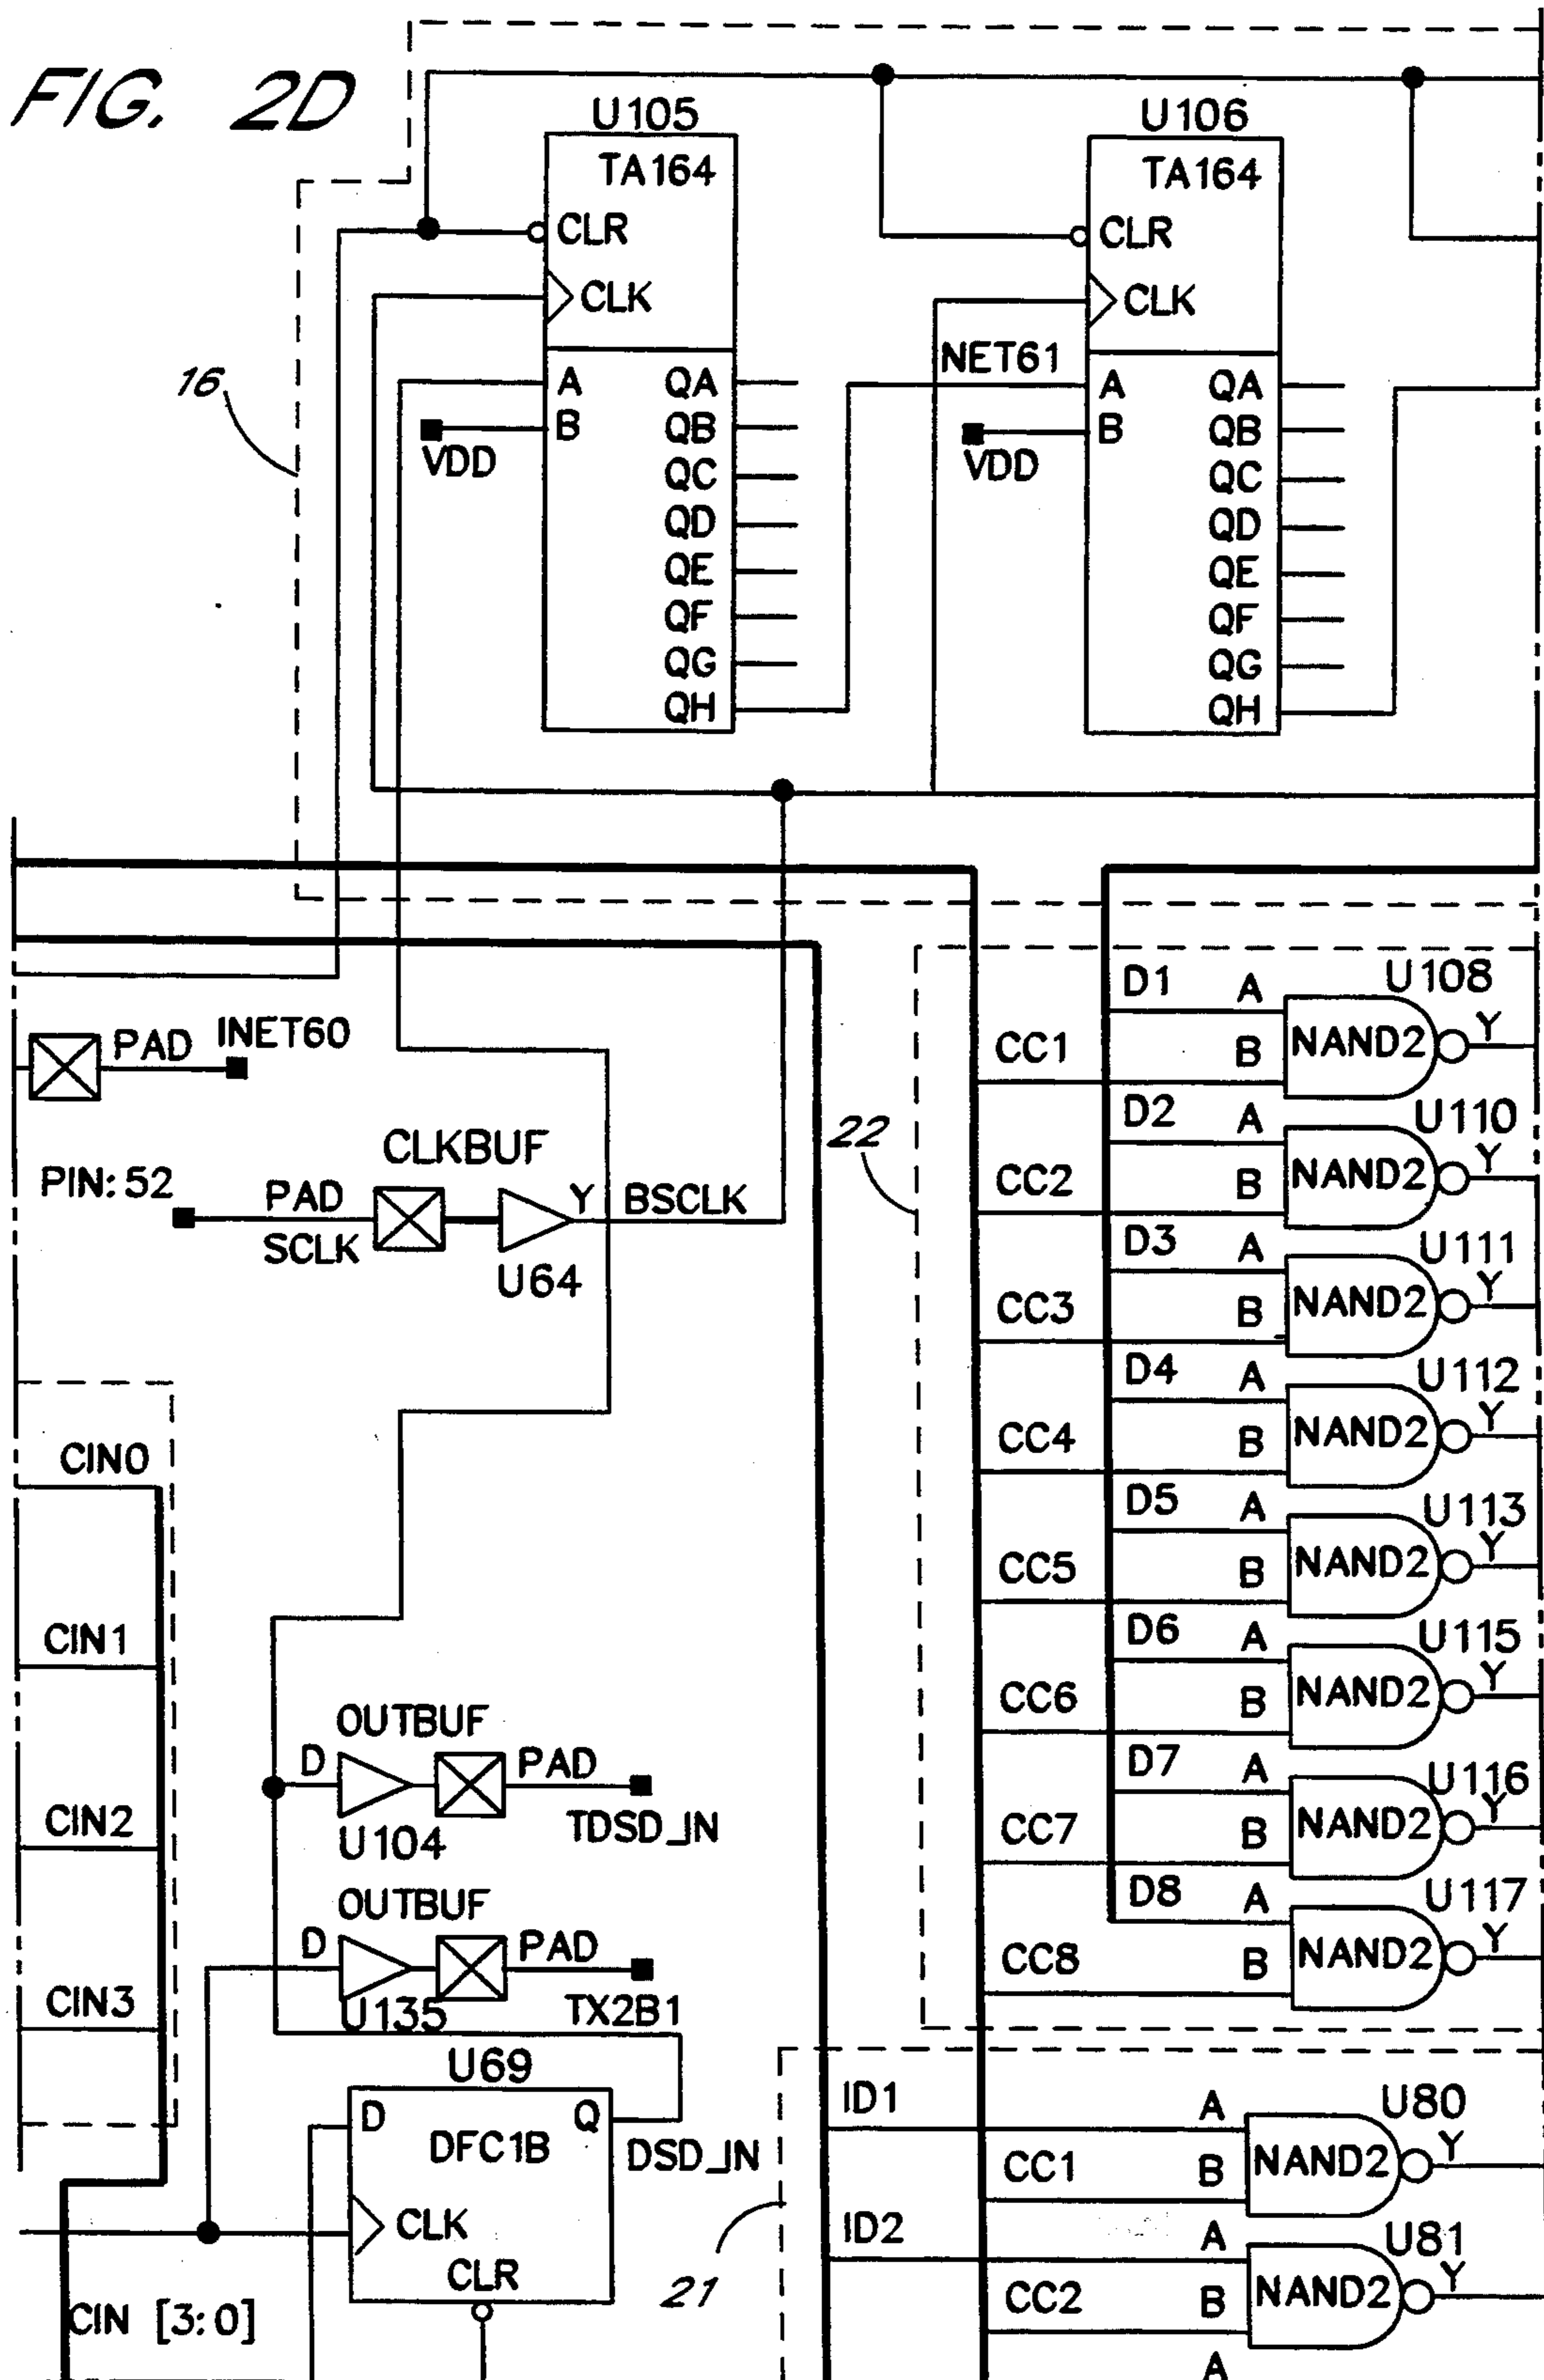 FIG. 2D
U105
TA164
CLR
CLK
A
B
VDD
QA
QB
QC
QD
QE
QF
QG
QH
NET61
U106
TA164
CLR
CLK
A
B
VDD
QA
QB
QC
QD
QE
QF
QG
QH
16
PAD
INET60
CLKBUF
PIN: 52
PAD
SCLK
Y
BSCLK
U64
22
D1
A
U108
CC1
B
NAND2
Y
D2
A
U110
CC2
B
NAND2
Y
D3
A
U111
CC3
B
NAND2
Y
D4
A
U112
CC4
B
NAND2
Y
D5
A
U113
CC5
B
NAND2
Y
D6
A
U115
CC6
B
NAND2
Y
D7
A
U116
CC7
B
NAND2
Y
D8
A
U117
CC8
B
NAND2
Y
CIN0
CIN1
CIN2
CIN3
CIN [3:0]
OUTBUF
D
PAD
U104
TDSD_IN
OUTBUF
D
PAD
U135
TX2B1
U69
D
Q
DFC1B
DSD_IN
CLK
CLR
21
ID1
A
U80
CC1
B
NAND2
Y
ID2
A
U81
CC2
B
NAND2
Y
A